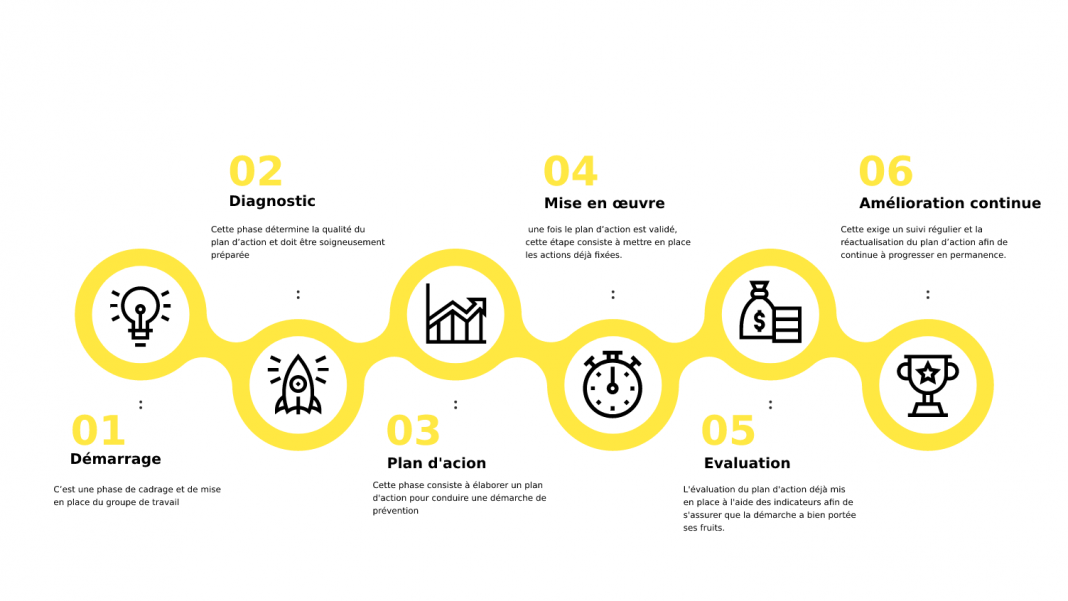 01
Démarrage
C’est une phase de cadrage et de mise
en place du groupe de travail
02
Diagnostic
Cette phase détermine la qualité du
plan d’action et doit être soigneusement
préparée
:
03
Plan d'acion
Cette phase consiste à élaborer un plan
d'action pour conduire une démarche de
prévention
:
04
Mise en œuvre
une fois le plan d’action est validé,
cette étape consiste à mettre en place
les actions déjà fixées.
:
05
Evaluation
L'évaluation du plan d'action déjà mis
en place à l'aide des indicateurs afin de
s'assurer que la démarche a bien portée
ses fruits.
:
06
Amélioration continue
Cette exige un suivi régulier et la
réactualisation du plan d’action afin de
continue à progresser en permanence.
:
$